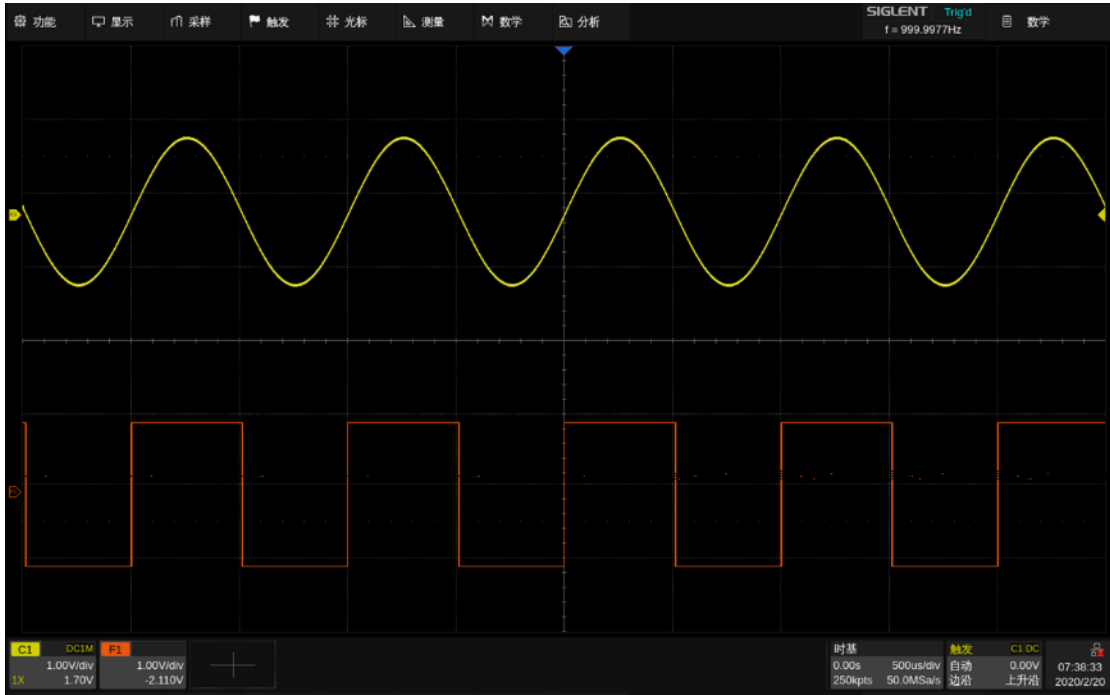 功能 显示 采样 触发 光标 测量 数学 分析
SIGLENT Trig'd
f = 999.9977Hz
数学
C1 DC1M
1.00V/div
1X 1.70V
F1
1.00V/div
-2.110V
时基
0.00s 500us/div
250kpts 50.0MSa/s
触发 C1 DC
自动 0.00V
边沿 上升沿
07:38:33
2020/2/20